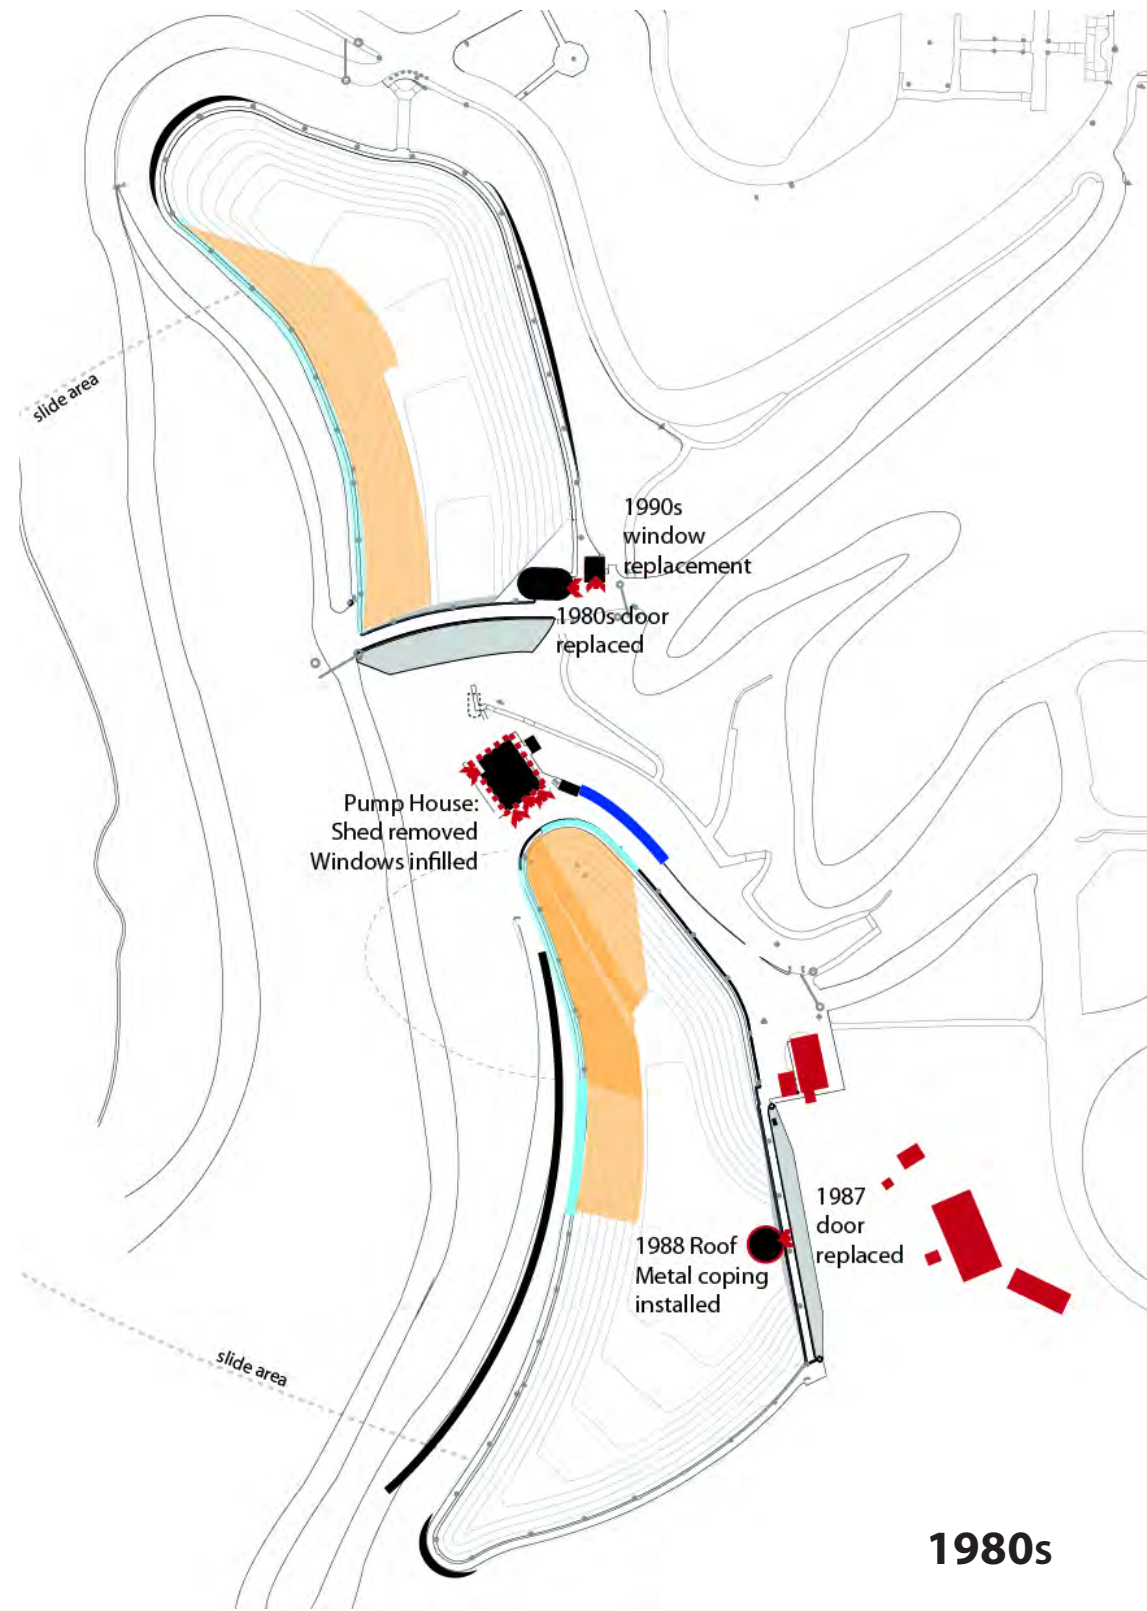 slide area
1990s
window
replacement
1980s door
replaced
Pump House:
Shed removed
Windows infilled
1987
door
replaced
1988 Roof
Metal coping
installed
slide area
1980s